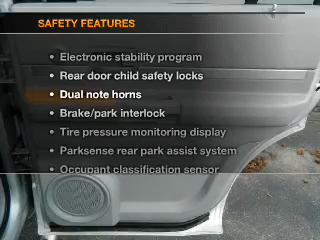 SAFETY FEATURES
• Electronic stability program
• Rear door child safety locks
• Dual note horns
• Brake/park interlock
• Tire pressure monitoring display
• Parksense rear park assist system
• Occupant classification sensor